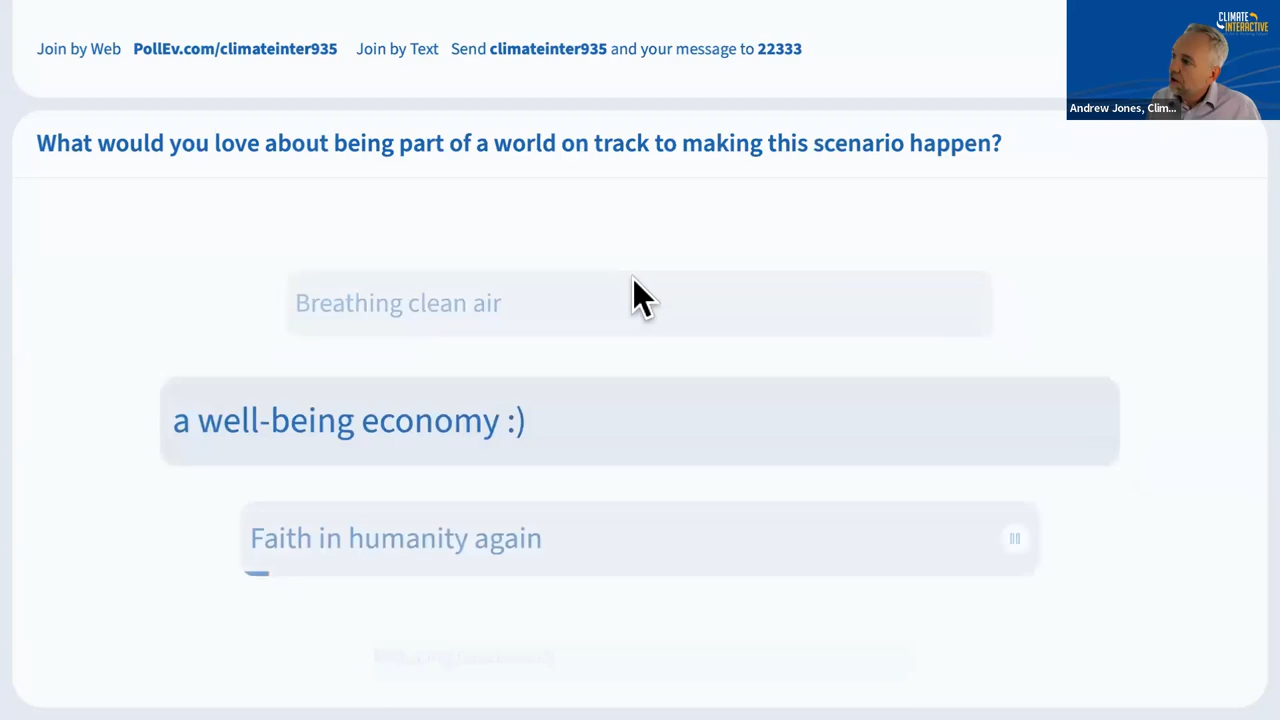 Join by Web PollEv.com/climateinter935 Join by Text Send climateinter935 and your message to 22333
CLIMATE
INTERACTIVE
Andrew Jones, Clim...
What would you love about being part of a world on track to making this scenario happen?
Breathing clean air
a well-being economy :)
Faith in humanity again